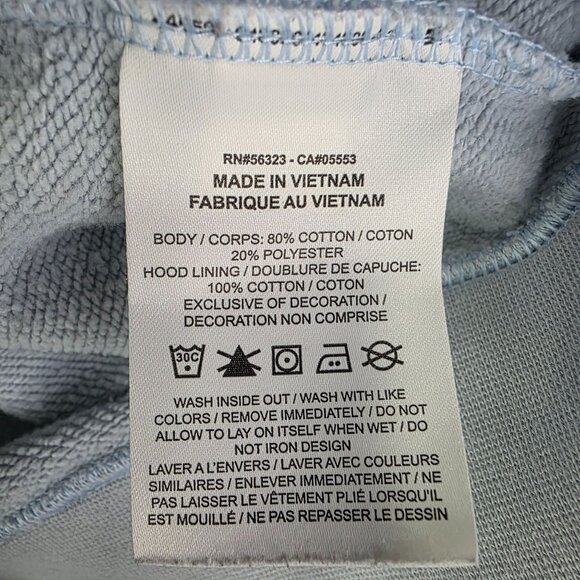 RN#56323 - CA#05553
MADE IN VIETNAM
FABRIQUE AU VIETNAM
BODY / CORPS: 80% COTTON / COTON
20% POLYESTER
HOOD LINING / DOUBLURE DE CAPUCHE:
100% COTTON / COTON
EXCLUSIVE OF DECORATION /
DECORATION NON COMPRISE
30C
WASH INSIDE OUT / WASH WITH LIKE
COLORS / REMOVE IMMEDIATELY / DO NOT
ALLOW TO LAY ON ITSELF WHEN WET / DO
NOT IRON DESIGN
LAVER A L'ENVERS / LAVER AVEC COULEURS
SIMILAIRES / ENLEVER IMMEDIATEMENT / NE
PAS LAISSER LE VÊTEMENT PLIÉ LORSQU'IL
EST MOUILLÉ / NE PAS REPASSER LE DESSIN